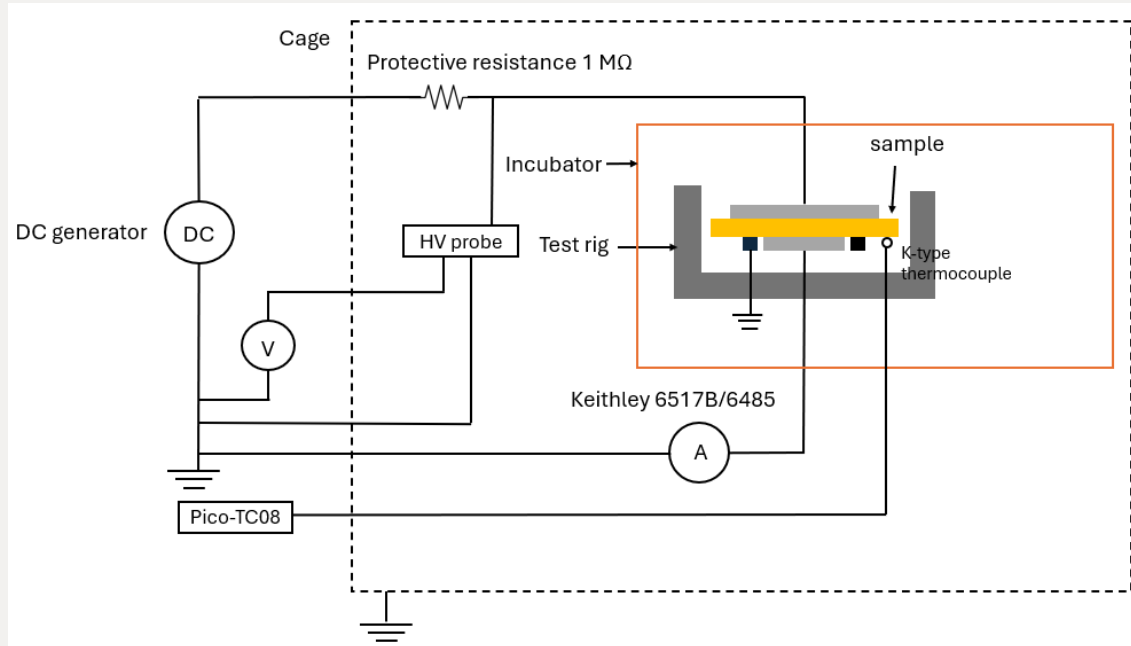 Cage
Protective resistance 1 MΩ
sample
Incubator
DC generator
DC
HV probe
Test rig
K-type
thermocouple
V
Keithley 6517B/6485
A
Pico-TC08